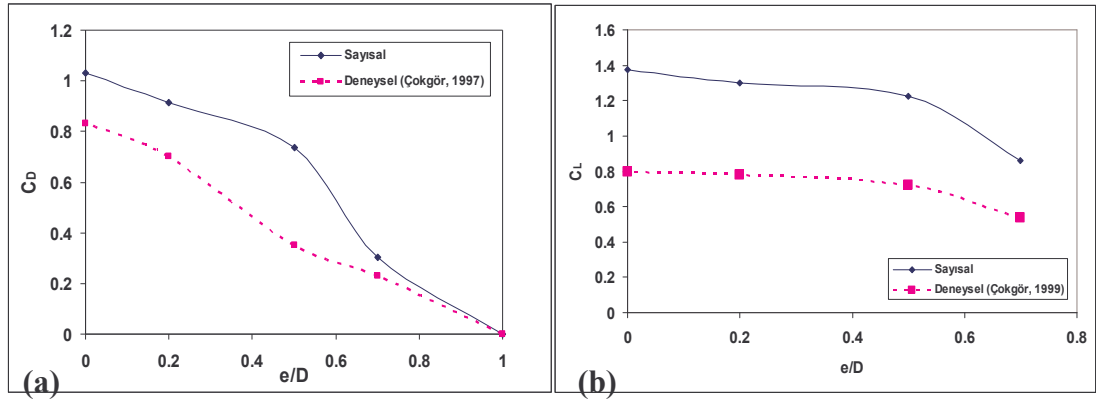 1.2
1
0.8
0.6
0.4
0.2
0
CD
Sayısal
Deneysel (Çokgör, 1997)
0 0.2 0.4 0.6 0.8 1
e/D
(a)
1.6
1.4
1.2
1
0.8
0.6
0.4
0.2
0
CL
Sayısal
Deneysel (Çokgör, 1999)
0 0.2 0.4 0.6 0.8
e/D
(b)